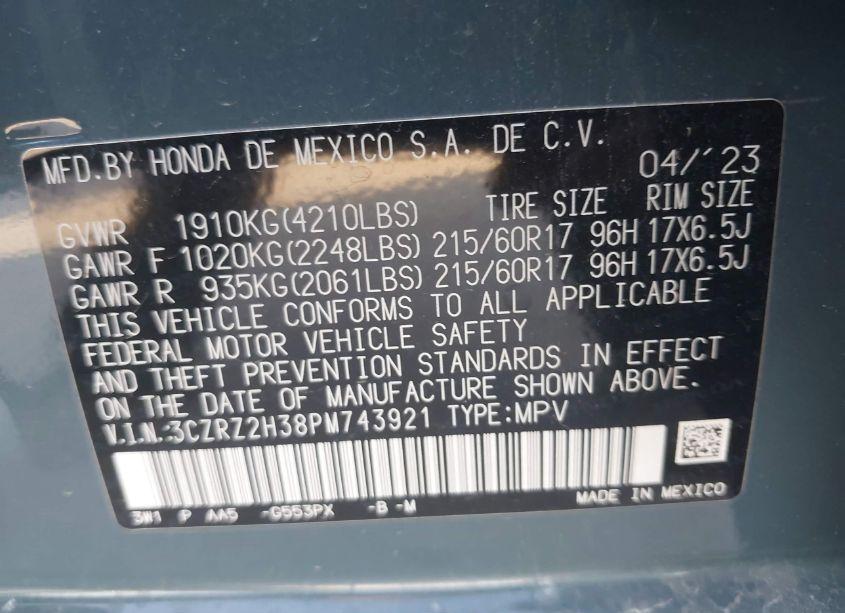 MFD.BY HONDA DE MEXICO S.A. DE C.V.
04/'23
TIRE SIZE RIM SIZE
GVWR 1910KG(4210LBS)
GAWR F 1020KG(2248LBS) 215/60R17 96H 17X6.5J
GAWR R 935KG(2061LBS) 215/60R17 96H 17X6.5J
THIS VEHICLE CONFORMS TO ALL APPLICABLE
FEDERAL MOTOR VEHICLE SAFETY
AND THEFT PREVENTION STANDARDS IN EFFECT
ON THE DATE OF MANUFACTURE SHOWN ABOVE.
V.I.N.:3CZRZ2H38PM743921 TYPE:MPV
MADE IN MEXICO
3W1 P AA5 -G553PX -B -M